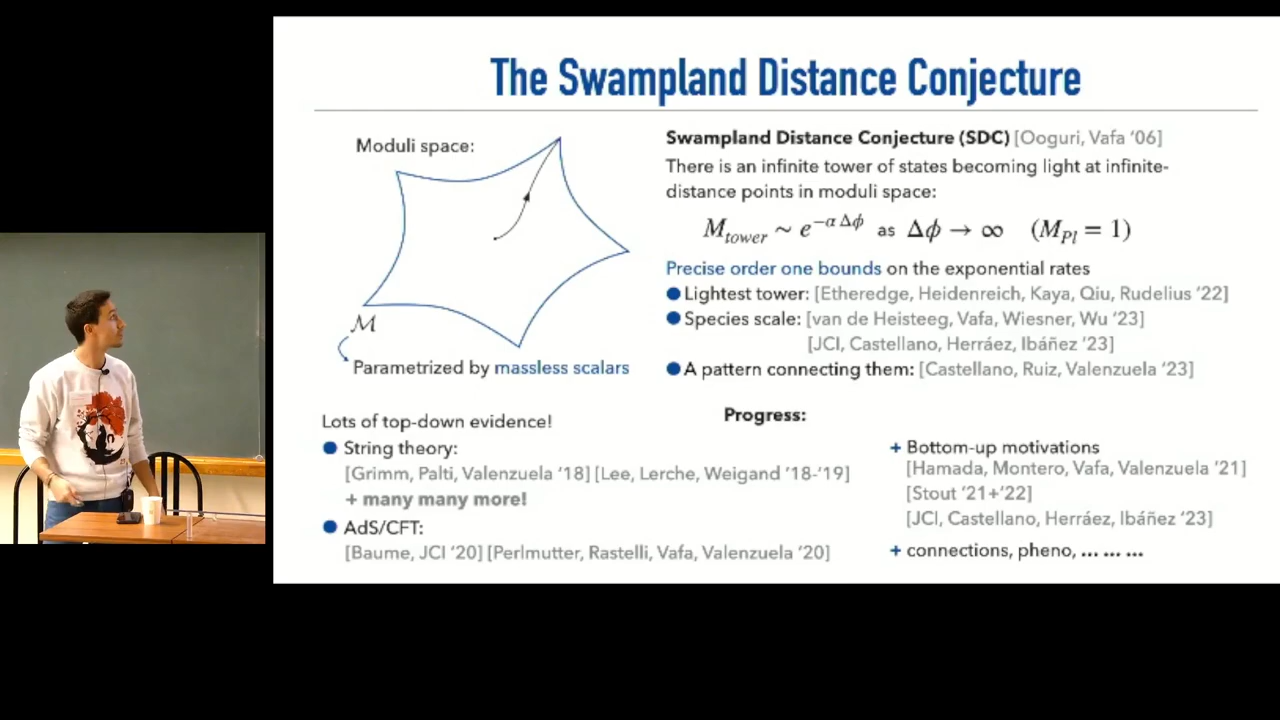 The Swampland Distance Conjecture
Moduli space:
ℳ
Parametrized by massless scalars
Swampland Distance Conjecture (SDC) [Ooguri, Vafa ‘06]
There is an infinite tower of states becoming light at infinite-
distance points in moduli space:
M_tower ~ e^{-α Δϕ} as Δϕ → ∞ (M_Pl = 1)
Precise order one bounds on the exponential rates
● Lightest tower: [Etheredge, Heidenreich, Kaya, Qiu, Rudelius ‘22]
● Species scale: [van de Heisteeg, Vafa, Wiesner, Wu ‘23]
[JCI, Castellano, Herráez, Ibáñez ‘23]
● A pattern connecting them: [Castellano, Ruiz, Valenzuela ‘23]
Lots of top-down evidence!
● String theory:
[Grimm, Palti, Valenzuela ‘18] [Lee, Lerche, Weigand ‘18-‘19]
+ many many more!
● AdS/CFT:
[Baume, JCI ‘20] [Perlmutter, Rastelli, Vafa, Valenzuela ‘20]
Progress:
+ Bottom-up motivations
[Hamada, Montero, Vafa, Valenzuela ‘21]
[Stout ‘21+‘22]
[JCI, Castellano, Herráez, Ibáñez ‘23]
+ connections, pheno, ... ... ...